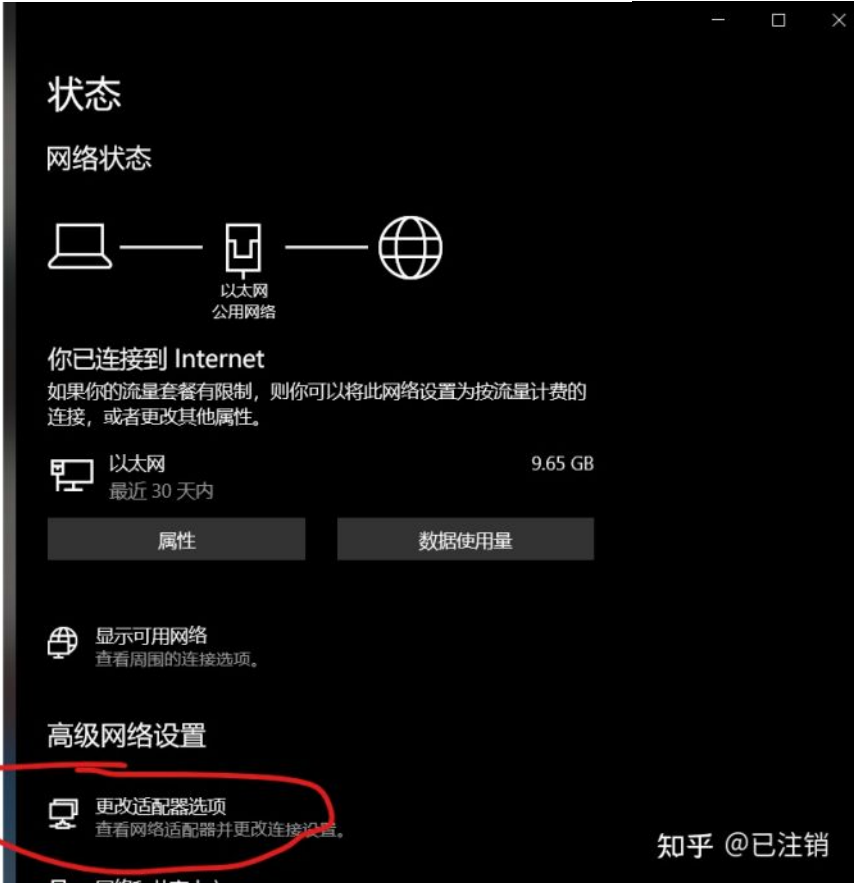 状态
网络状态
以太网
公用网络
你已连接到 Internet
如果你的流量套餐有限制，则你可以将此网络设置为按流量计费的
连接，或者更改其他属性。
以太网
9.65 GB
最近 30 天内
属性
数据使用量
显示可用网络
查看周围的连接选项。
高级网络设置
更改适配器选项
查看网络适配器并更改连接设置。
知乎 @已注销